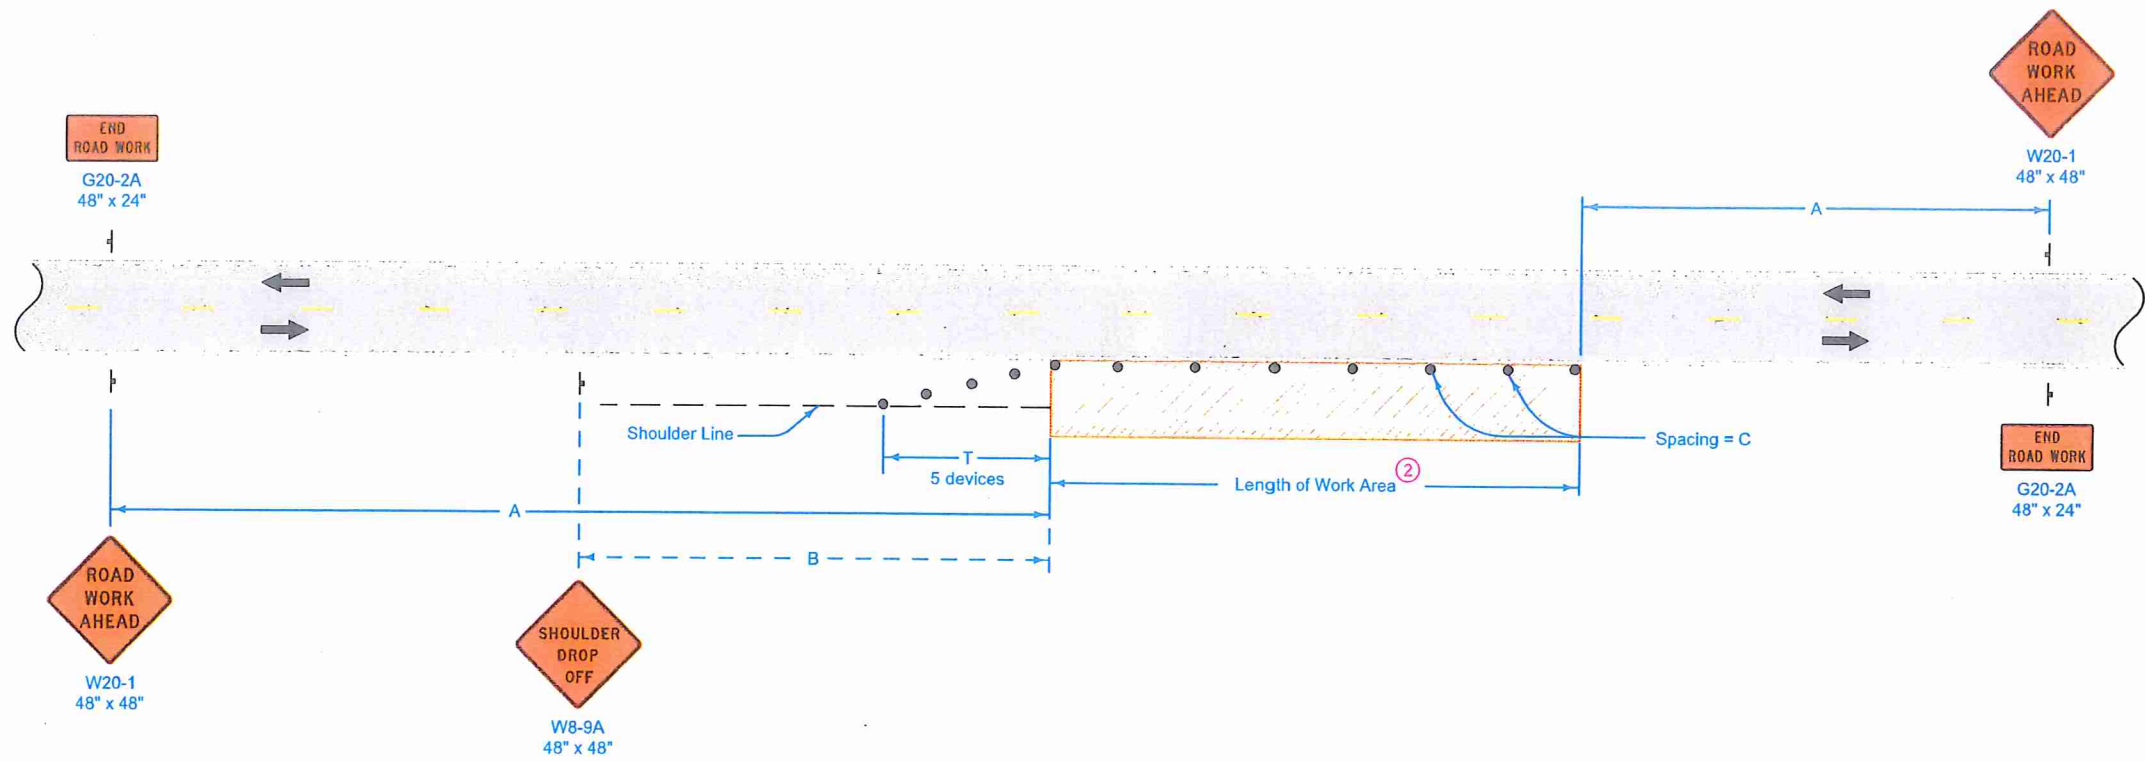 ROAD
WORK
AHEAD
W20-1
48" x 48"
END
ROAD WORK
G20-2A
48" x 24"
A
Shoulder Line
T
5 devices
Spacing = C
Length of Work Area ②
A
B
END
ROAD WORK
G20-2A
48" x 24"
ROAD
WORK
AHEAD
W20-1
48" x 48"
SHOULDER
DROP
OFF
W8-9A
48" x 48"